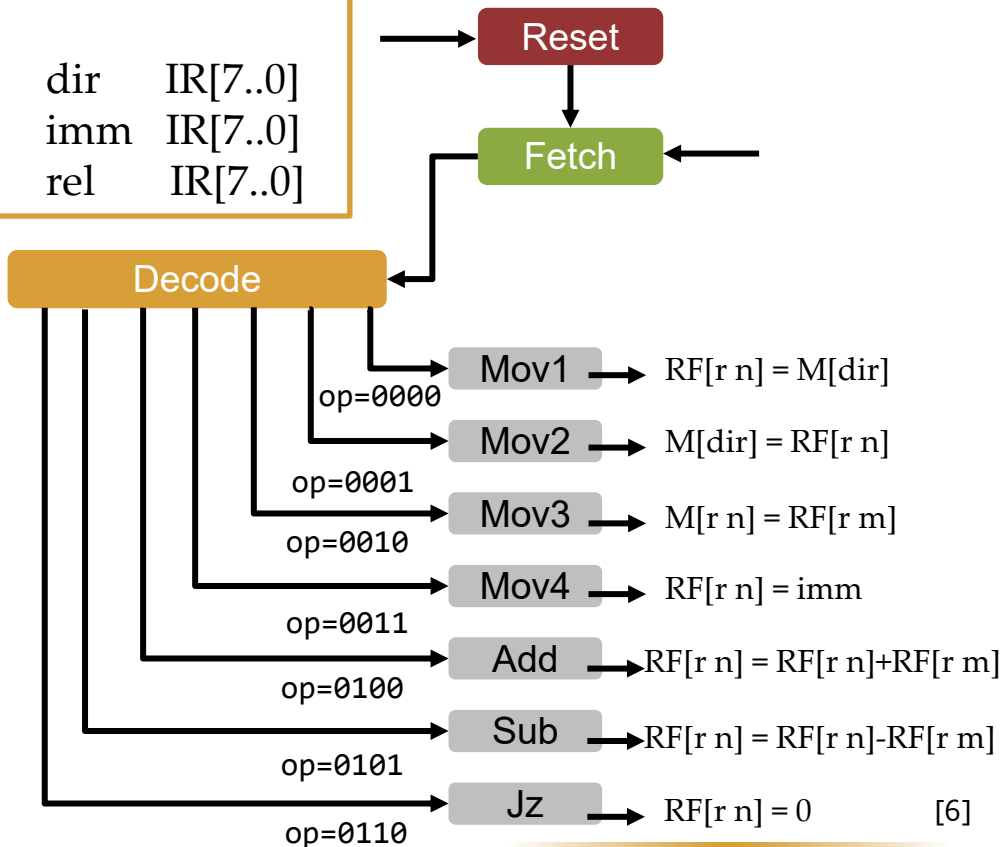 Reset
dir IR[7..0]
imm IR[7..0]
rel IR[7..0]
Fetch
Decode
Mov1 RF[r n] = M[dir]
op=0000
Mov2 M[dir] = RF[r n]
op=0001
Mov3 M[r n] = RF[r m]
op=0010
Mov4 RF[r n] = imm
op=0011
Add RF[r n] = RF[r n]+RF[r m]
op=0100
Sub RF[r n] = RF[r n]-RF[r m]
op=0101
Jz RF[r n] = 0 [6]
op=0110